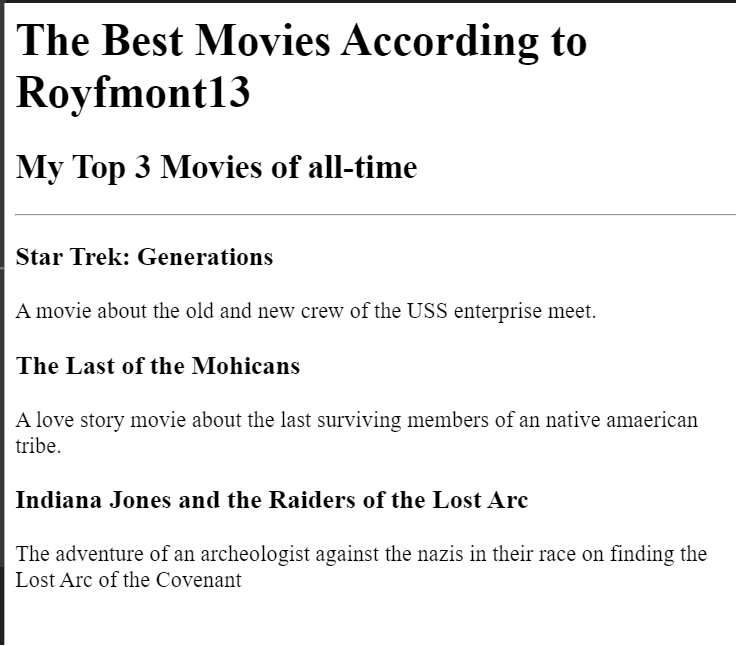 The Best Movies According to
Royfmont13
My Top 3 Movies of all-time
Star Trek: Generations
A movie about the old and new crew of the USS enterprise meet.
The Last of the Mohicans
A love story movie about the last surviving members of an native amaerican
tribe.
Indiana Jones and the Raiders of the Lost Arc
The adventure of an archeologist against the nazis in their race on finding the
Lost Arc of the Covenant